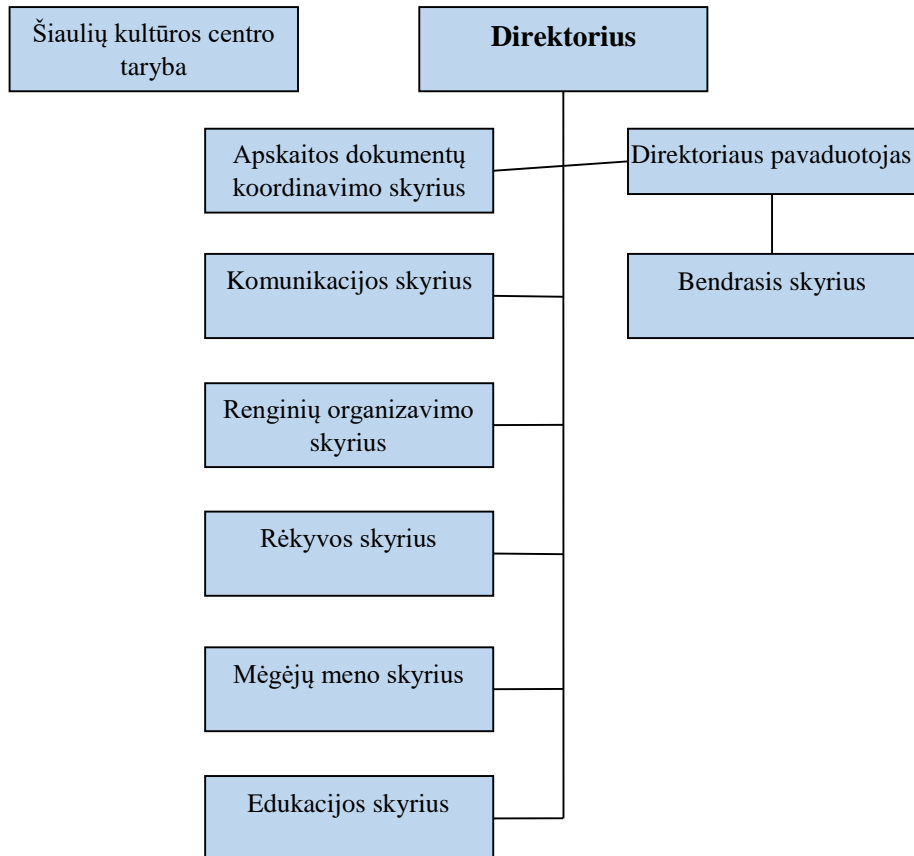 Šiaulių kultūros centro
taryba
Direktorius
Apskaitos dokumentų
koordinavimo skyrius
Direktoriaus pavaduotojas
Komunikacijos skyrius
Bendrasis skyrius
Renginių organizavimo
skyrius
Rėkyvos skyrius
Mėgėjų meno skyrius
Edukacijos skyrius